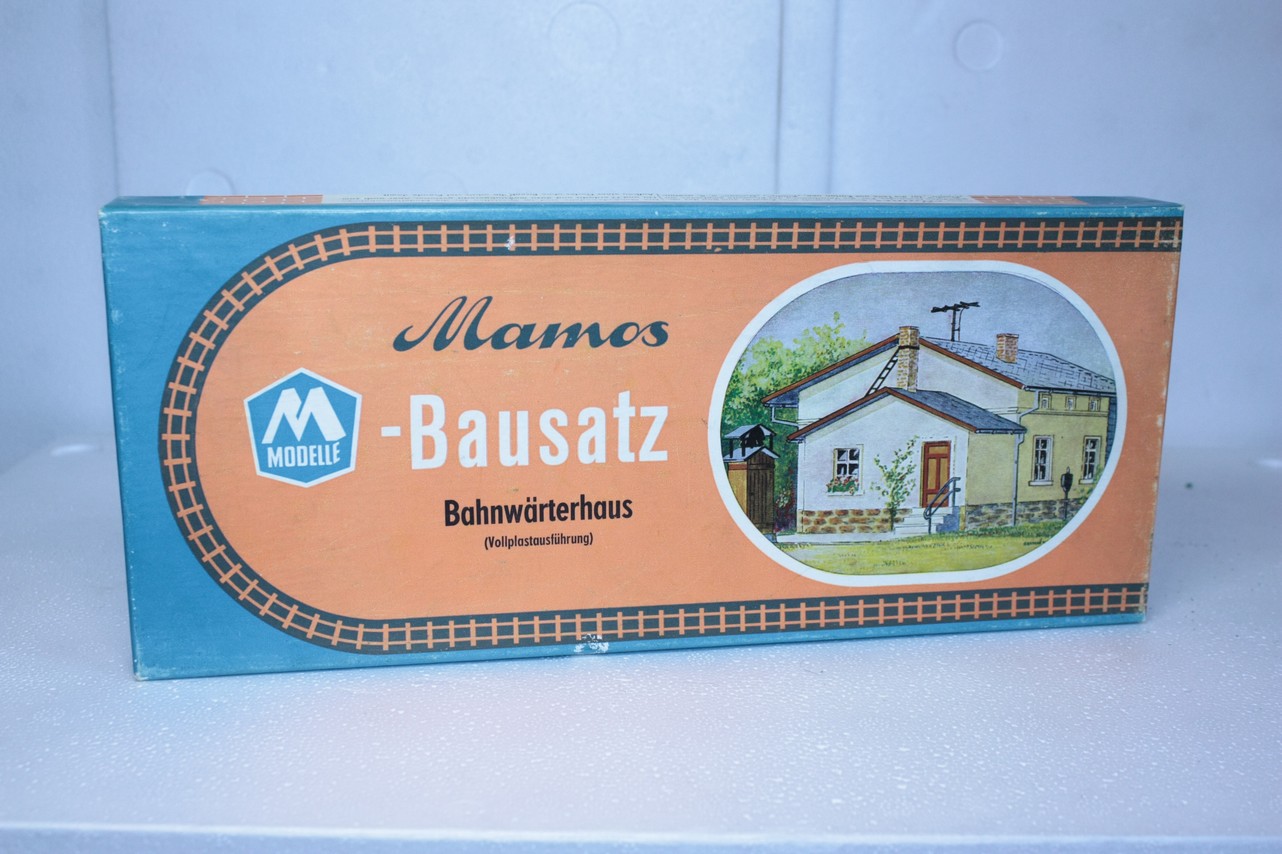 Mamos
M
MODELLE
-Bausatz
Bahnwärterhaus
(Vollplastausführung)